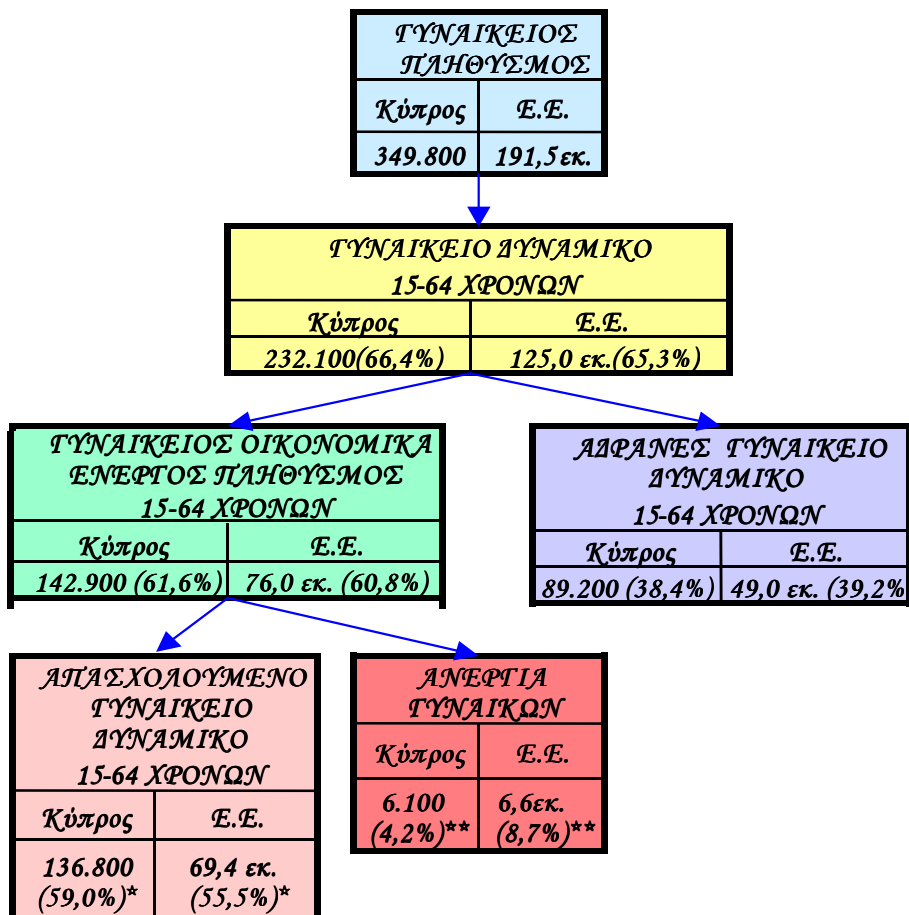 ΓΥΝΑΙΚΕΙΟΣ
ΠΛΗΘΥΣΜΟΣ
Κύπρος Ε.Ε.
349.800 191,5 εκ.
ΓΥΝΑΙΚΕΙΟ ΔΥΝΑΜΙΚΟ
15-64 ΧΡΟΝΩΝ
Κύπρος Ε.Ε.
232.100(66,4%) 125,0 εκ.(65,3%)
ΓΥΝΑΙΚΕΙΟΣ ΟΙΚΟΝΟΜΙΚΑ
ΕΝΕΡΓΟΣ ΠΛΗΘΥΣΜΟΣ
15-64 ΧΡΟΝΩΝ
Κύπρος Ε.Ε.
142.900 (61,6%) 76,0 εκ. (60,8%)
ΑΔΡΑΝΕΣ ΓΥΝΑΙΚΕΙΟ
ΔΥΝΑΜΙΚΟ
15-64 ΧΡΟΝΩΝ
Κύπρος Ε.Ε.
89.200 (38,4%) 49,0 εκ. (39,2%
ΑΠΑΣΧΟΛΟΥΜΕΝΟ
ΓΥΝΑΙΚΕΙΟ
ΔΥΝΑΜΙΚΟ
15-64 ΧΡΟΝΩΝ
Κύπρος Ε.Ε.
136.800 69,4 εκ.
(59,0%)* (55,5%)*
ΑΝΕΡΓΙΑ
ΓΥΝΑΙΚΩΝ
Κύπρος Ε.Ε.
6.100 6,6εκ.
(4,2%)** (8,7%)**